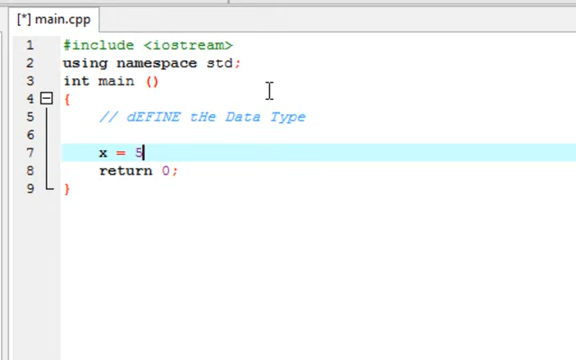 [*] main.cpp
1 #include <iostream>
2 using namespace std;
3 int main ()
4 {
5 // dEFINE tHe Data Type
6
7 x = 5
8 return 0;
9 }